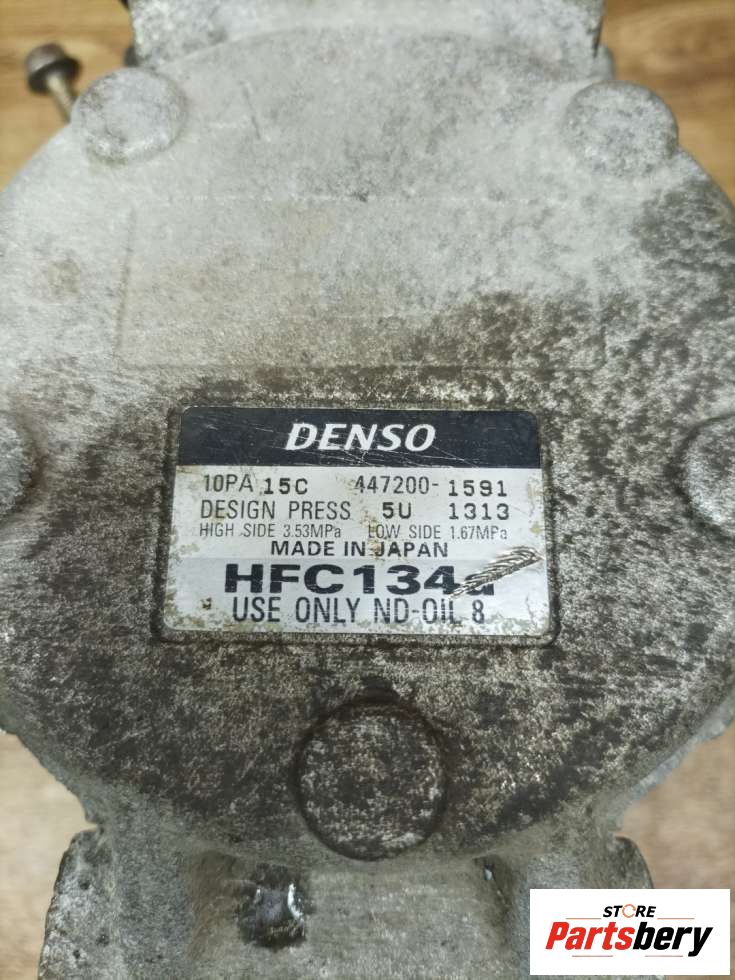 DENSO
10PA 15C 447200-1591
DESIGN PRESS 5U 1313
HIGH SIDE 3.53MPa LOW SIDE 1.67MPa
MADE IN JAPAN
HFC134a
USE ONLY ND-OIL 8
STORE
Partsbery